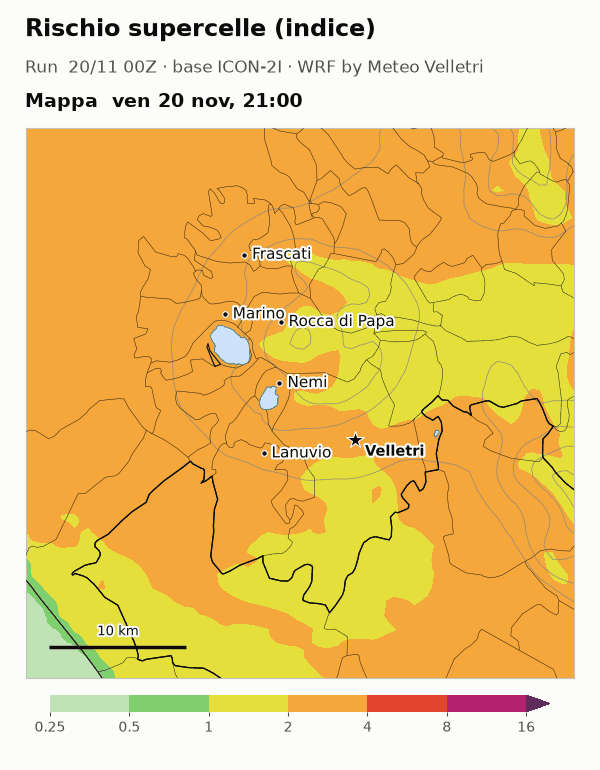 Rischio supercelle (indice)
Run  20/11 00Z · base ICON-2I · WRF by Meteo Velletri
Mappa  ven 20 nov, 21:00
Frascati
Marino
Rocca di Papa
Nemi
Velletri
Lanuvio
10 km
0.25 0.5 1 2 4 8 16